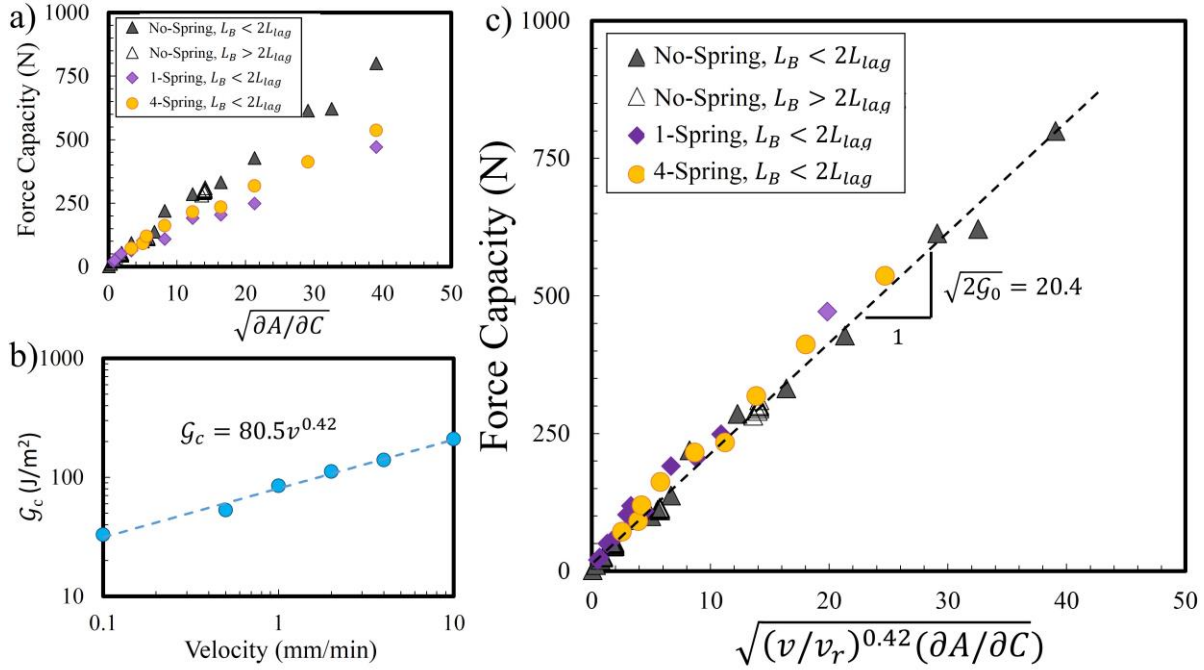 a)
1000
750
500
250
0
Force Capacity (N)
No-Spring, L_B < 2L_lag
No-Spring, L_B > 2L_lag
1-Spring, L_B < 2L_lag
4-Spring, L_B < 2L_lag
0 10 20 30 40 50
√∂A/∂C
b)
1000
100
10
𝒢c (J/m²)
𝒢c = 80.5v^0.42
0.1 1 10
Velocity (mm/min)
c)
1000
750
500
250
0
Force Capacity (N)
No-Spring, L_B < 2L_lag
No-Spring, L_B > 2L_lag
1-Spring, L_B < 2L_lag
4-Spring, L_B < 2L_lag
√2𝒢₀ = 20.4
1
0 10 20 30 40 50
√(v/v_r)^0.42(∂A/∂C)